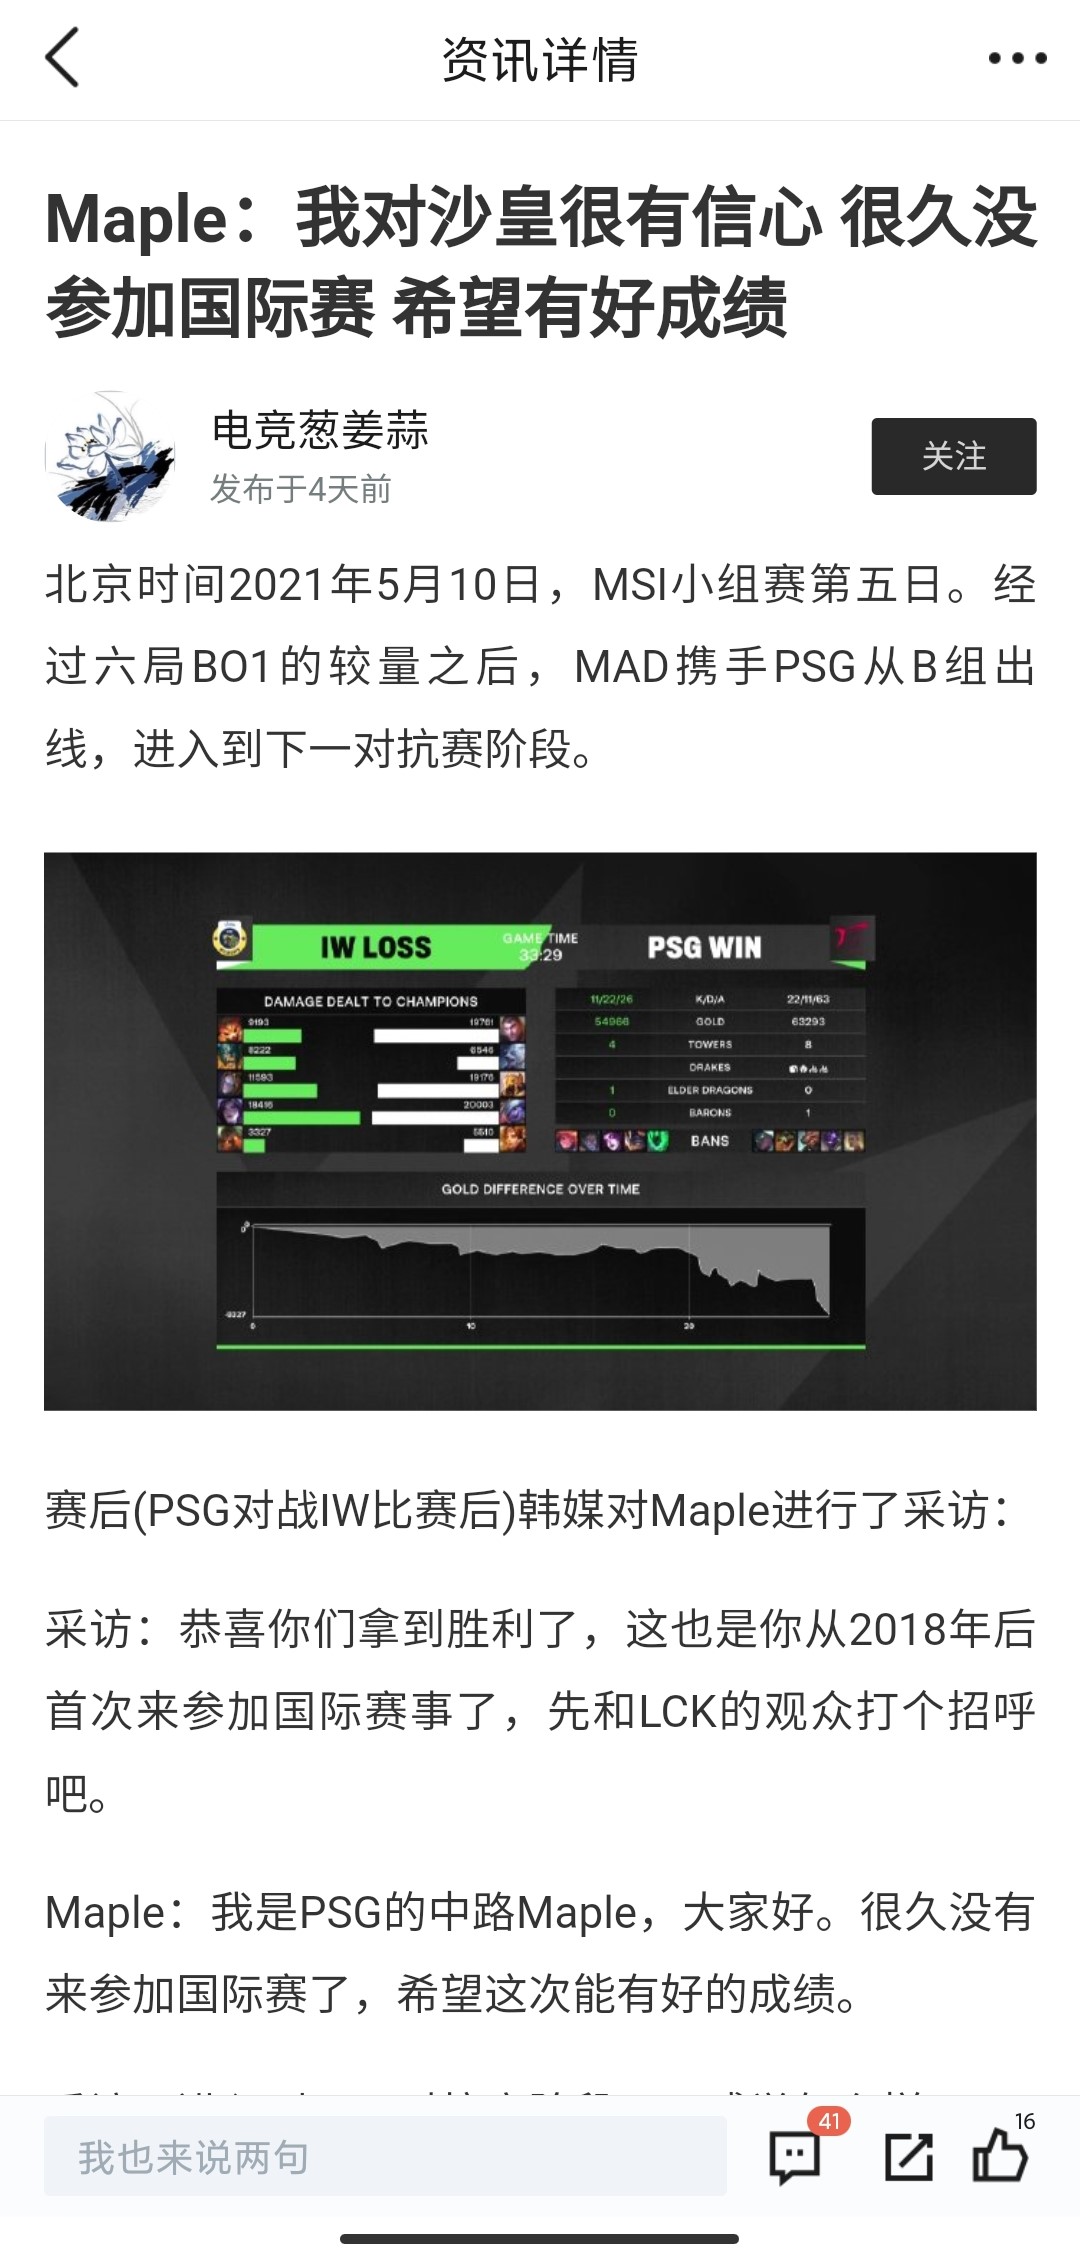 资讯详情
Maple：我对沙皇很有信心 很久没
参加国际赛 希望有好成绩
电竞葱姜蒜
发布于4天前
关注
北京时间2021年5月10日，MSI小组赛第五日。经
过六局BO1的较量之后，MAD携手PSG从B组出
线，进入到下一对抗赛阶段。
IW LOSS
GAME TIME
33:29
PSG WIN
DAMAGE DEALT TO CHAMPIONS
9193 19761
8222 6546
11593 19176
18416 20003
3327 5510
11/22/26 K/D/A 22/11/63
54966 GOLD 63293
4 TOWERS 8
DRAKES
1 ELDER DRAGONS 0
0 BARONS 1
BANS
GOLD DIFFERENCE OVER TIME
0
-9327
0 10 20
赛后(PSG对战IW比赛后)韩媒对Maple进行了采访：
采访：恭喜你们拿到胜利了，这也是你从2018年后
首次来参加国际赛事了，先和LCK的观众打个招呼
吧。
Maple：我是PSG的中路Maple，大家好。很久没有
来参加国际赛了，希望这次能有好的成绩。
我也来说两句
41
16